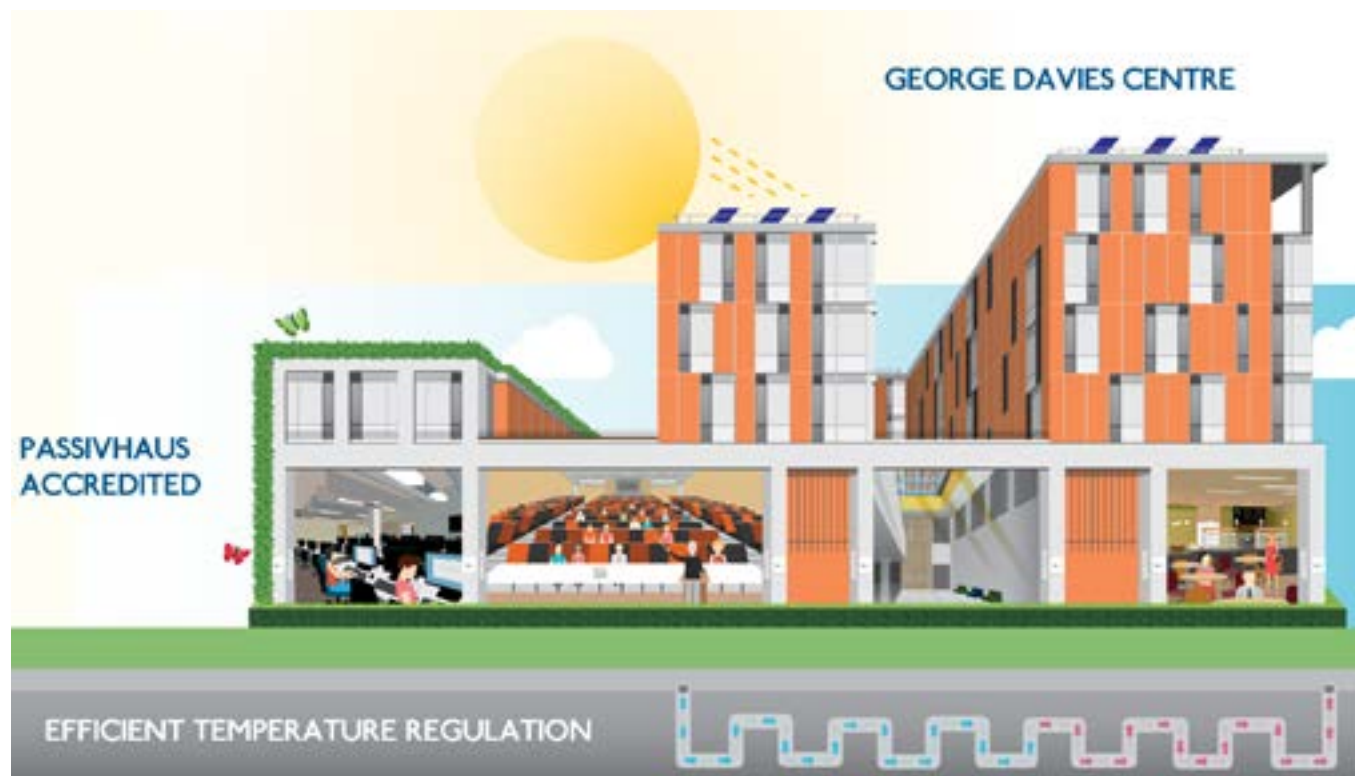 GEORGE DAVIES CENTRE
PASSIVHAUS
ACCREDITED
EFFICIENT TEMPERATURE REGULATION